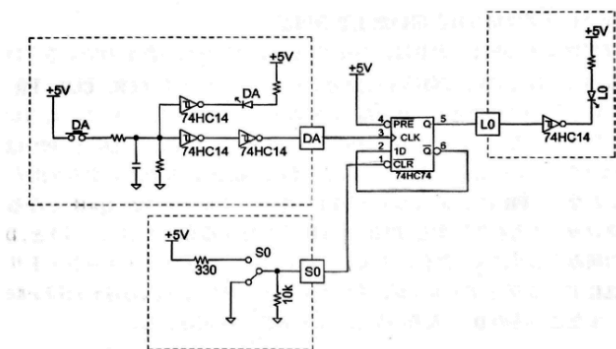 +5V
DA
+5V
DA
74HC14
74HC14
74HC14
DA
+5V
4
3
2
1
PRE
CLK
1D
CLR
Q
Q
5
6
74HC74
L0
+5V
L0
74HC14
+5V
330
S0
10k
S0